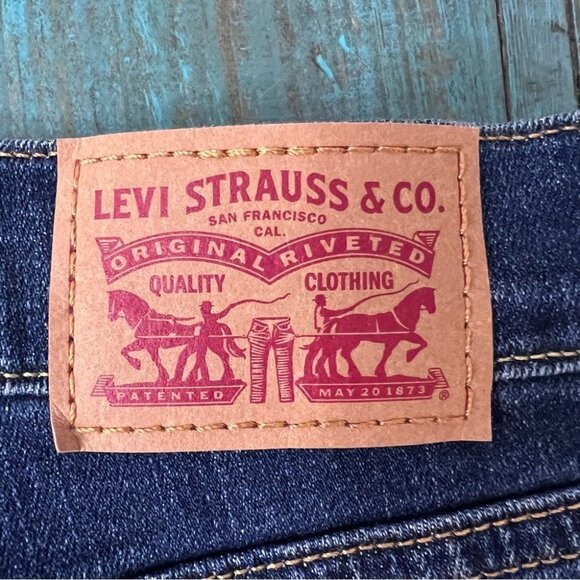 LEVI STRAUSS & CO.
SAN FRANCISCO
CAL.
ORIGINAL RIVETED
QUALITY CLOTHING
PATENTED MAY 20 1873 ®